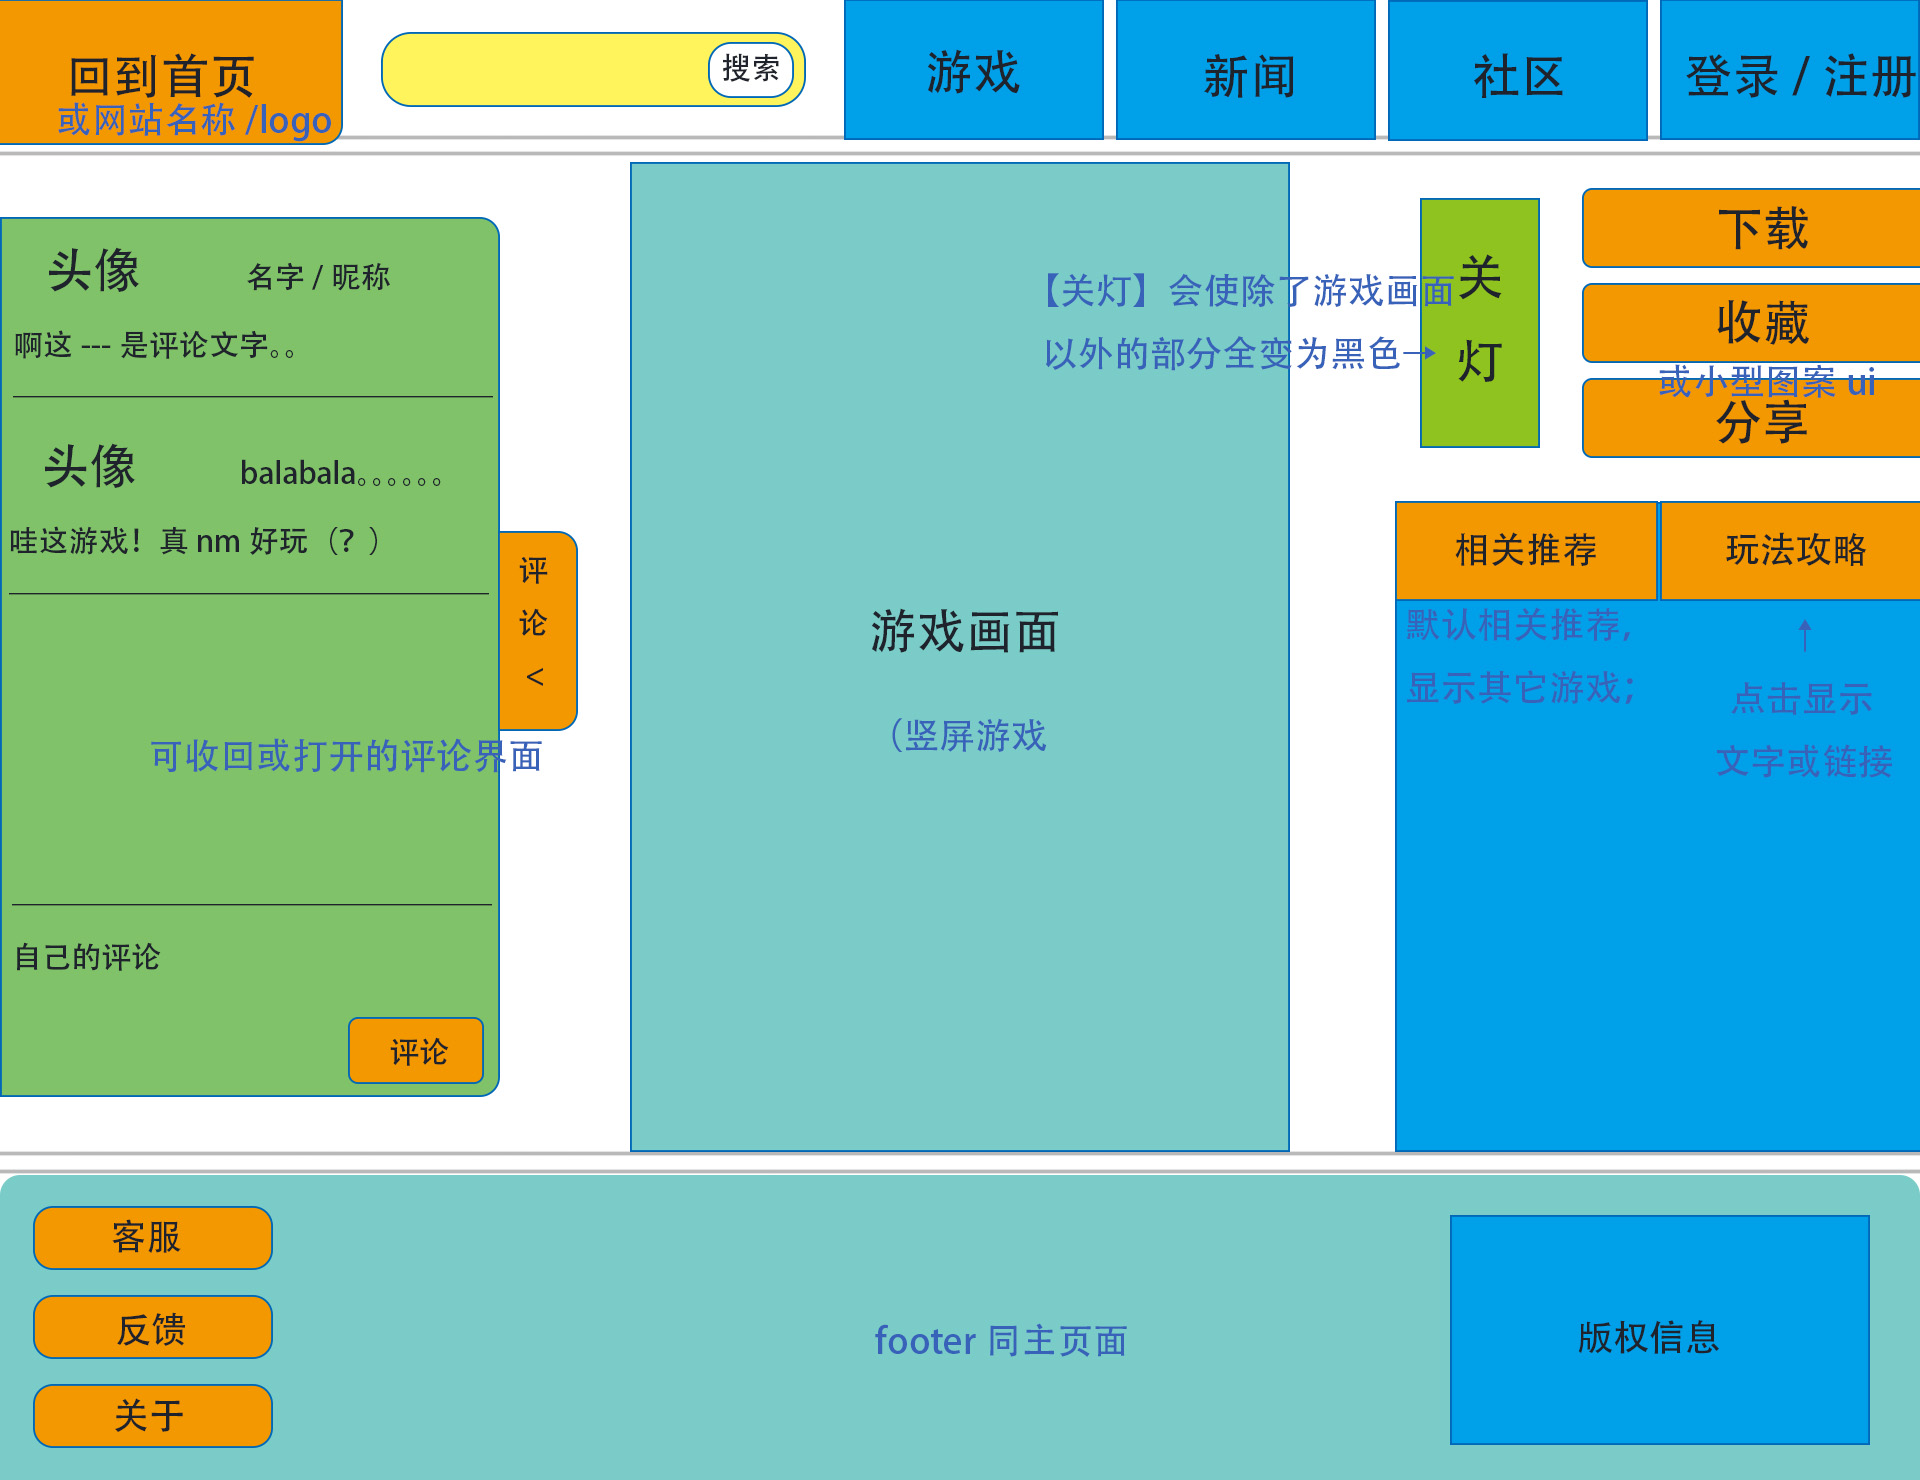 回到首页
或网站名称 /logo
搜索
游戏
新闻
社区
登录 / 注册
头像
名字 / 昵称
啊这 --- 是评论文字。。
头像
balabala。。。。。。
哇这游戏！真 nm 好玩（？）
评
论
<
可收回或打开的评论界面
自己的评论
评论
游戏画面
（竖屏游戏
【关灯】会使除了游戏画面
以外的部分全变为黑色→
关
灯
下载
收藏
或小型图案 ui
分享
相关推荐
玩法攻略
默认相关推荐，
显示其它游戏；
↑
点击显示
文字或链接
客服
反馈
关于
footer 同主页面
版权信息